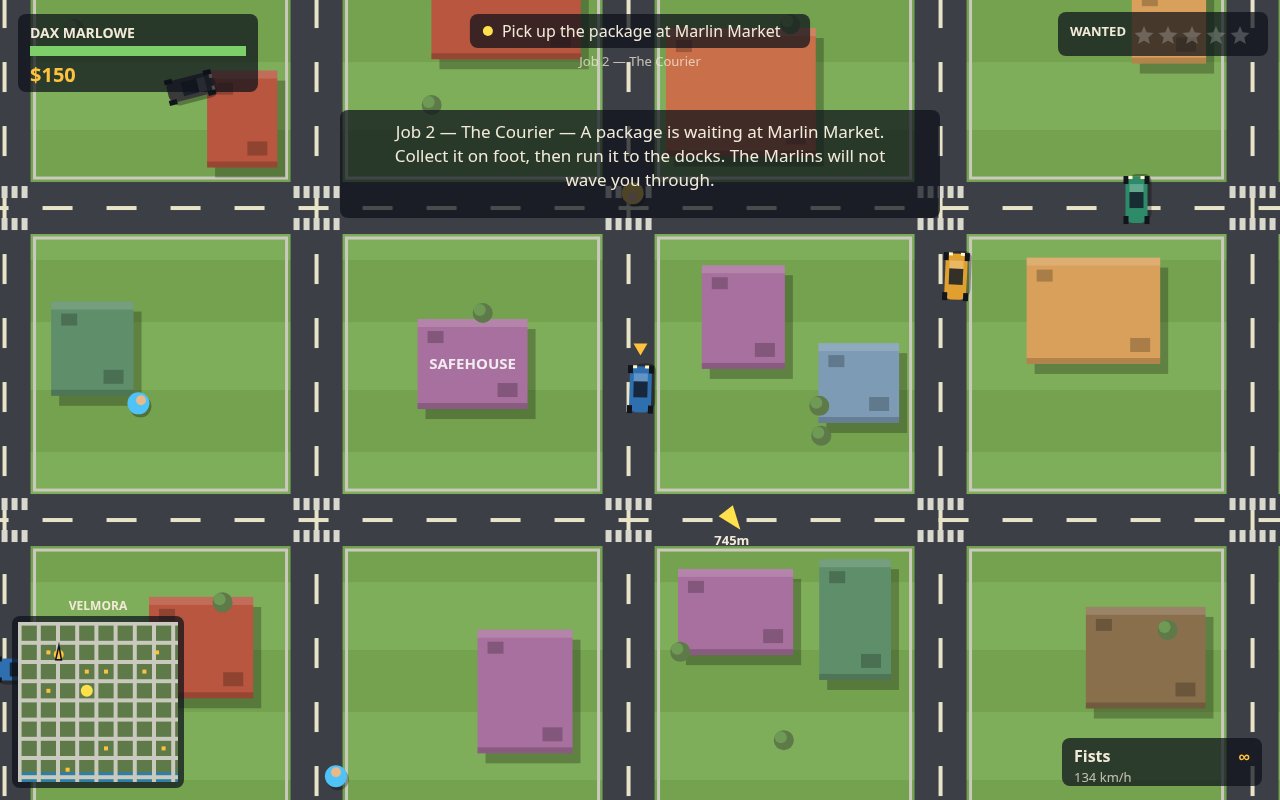 DAX MARLOWE
$150
Pick up the package at Marlin Market
Job 2 — The Courier
WANTED
Job 2 — The Courier — A package is waiting at Marlin Market.
Collect it on foot, then run it to the docks. The Marlins will not
wave you through.
SAFEHOUSE
745m
VELMORA
Fists ∞
134 km/h